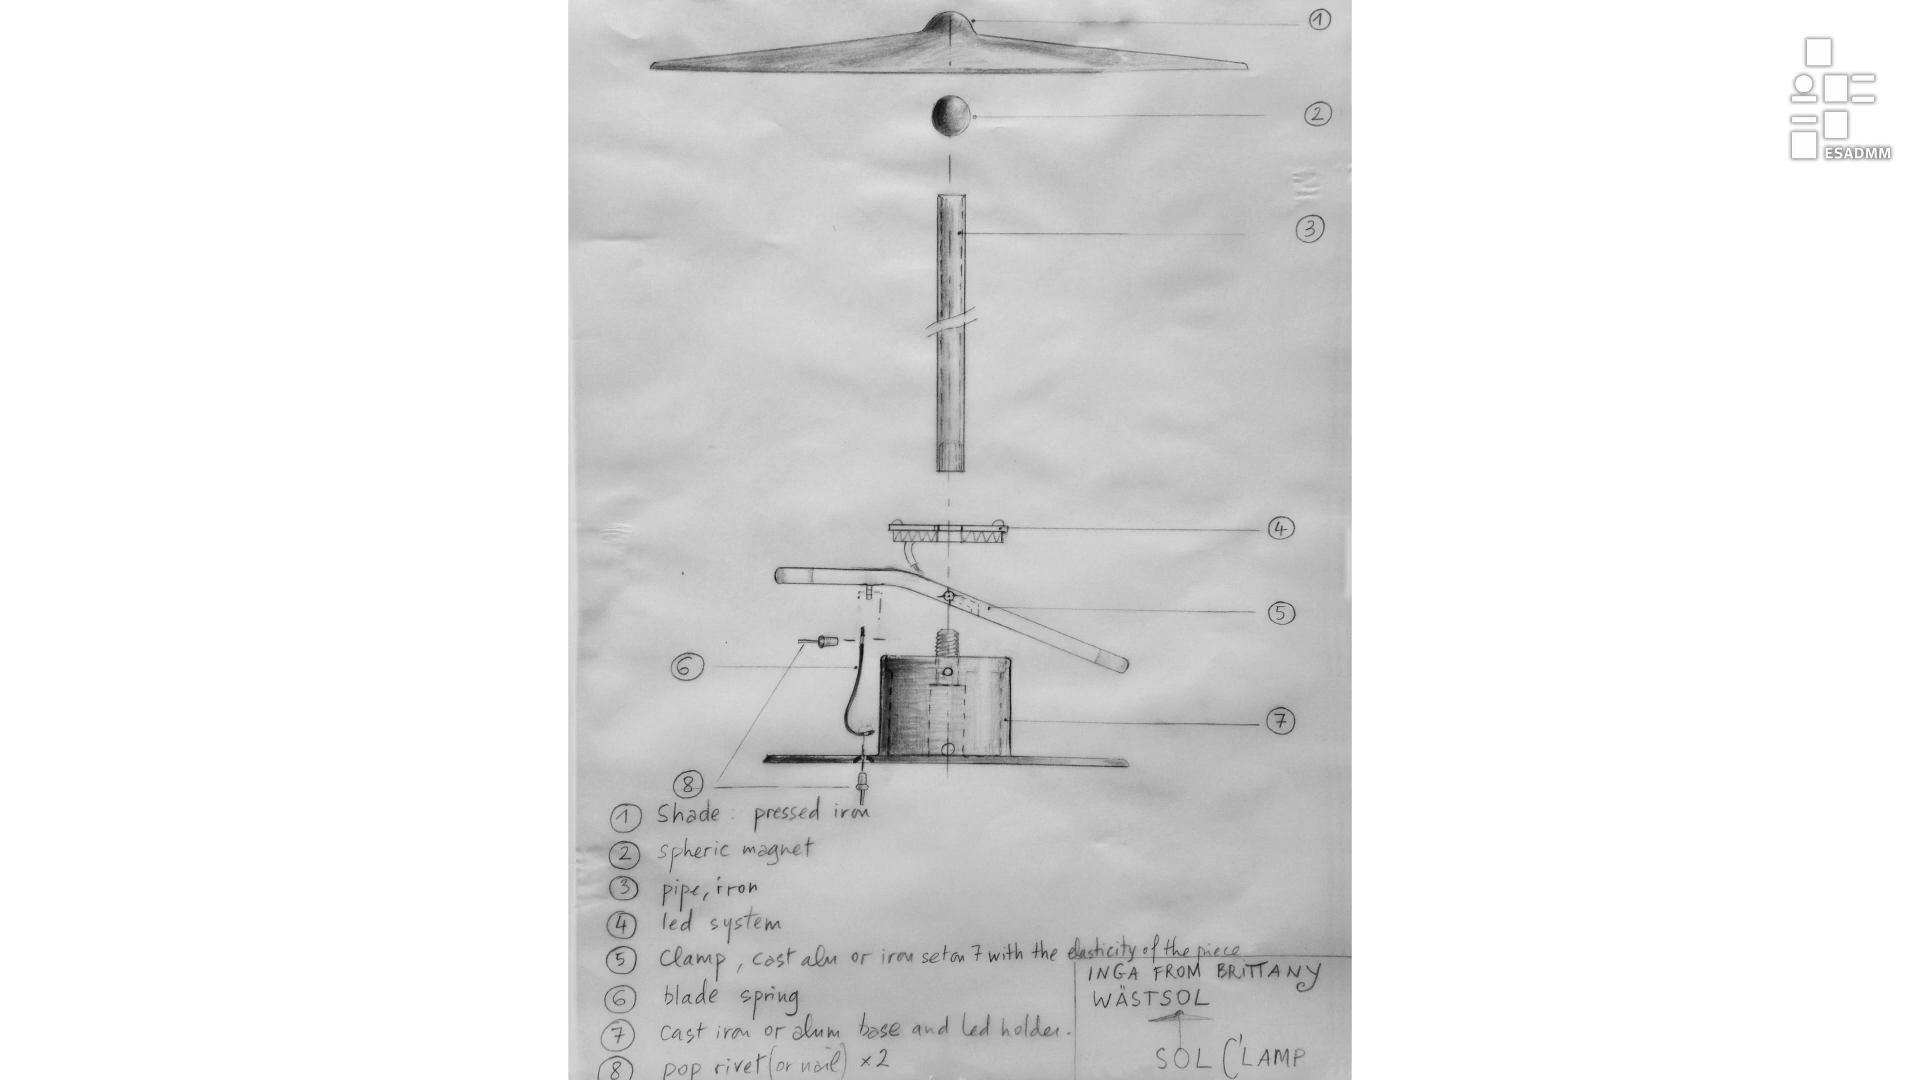 1
2
3
4
5
6
7
8
1 Shade : pressed iron
2 spheric magnet
3 pipe, iron
4 led system
5 Clamp, cast alu or iron set on 7 with the elasticity of the piece
6 blade spring
7 cast iron or alum base and led holder.
8 pop rivet (or nail) x2
INGA FROM BRITTANY
WÄSTSOL
SOL C'LAMP
ESADMM